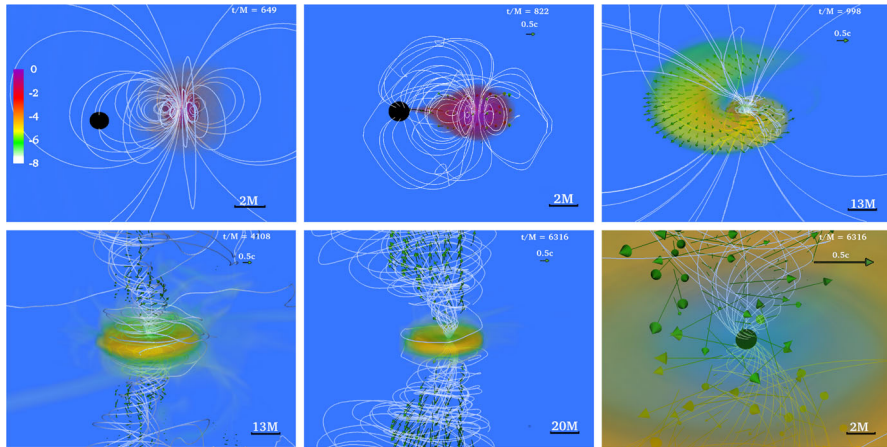 t/M = 649
0
-2
-4
-6
-8
2M
t/M = 822
0.5c
2M
t/M = 998
0.5c
13M
t/M = 4108
0.5c
13M
t/M = 6316
0.5c
20M
t/M = 6316
0.5c
2M